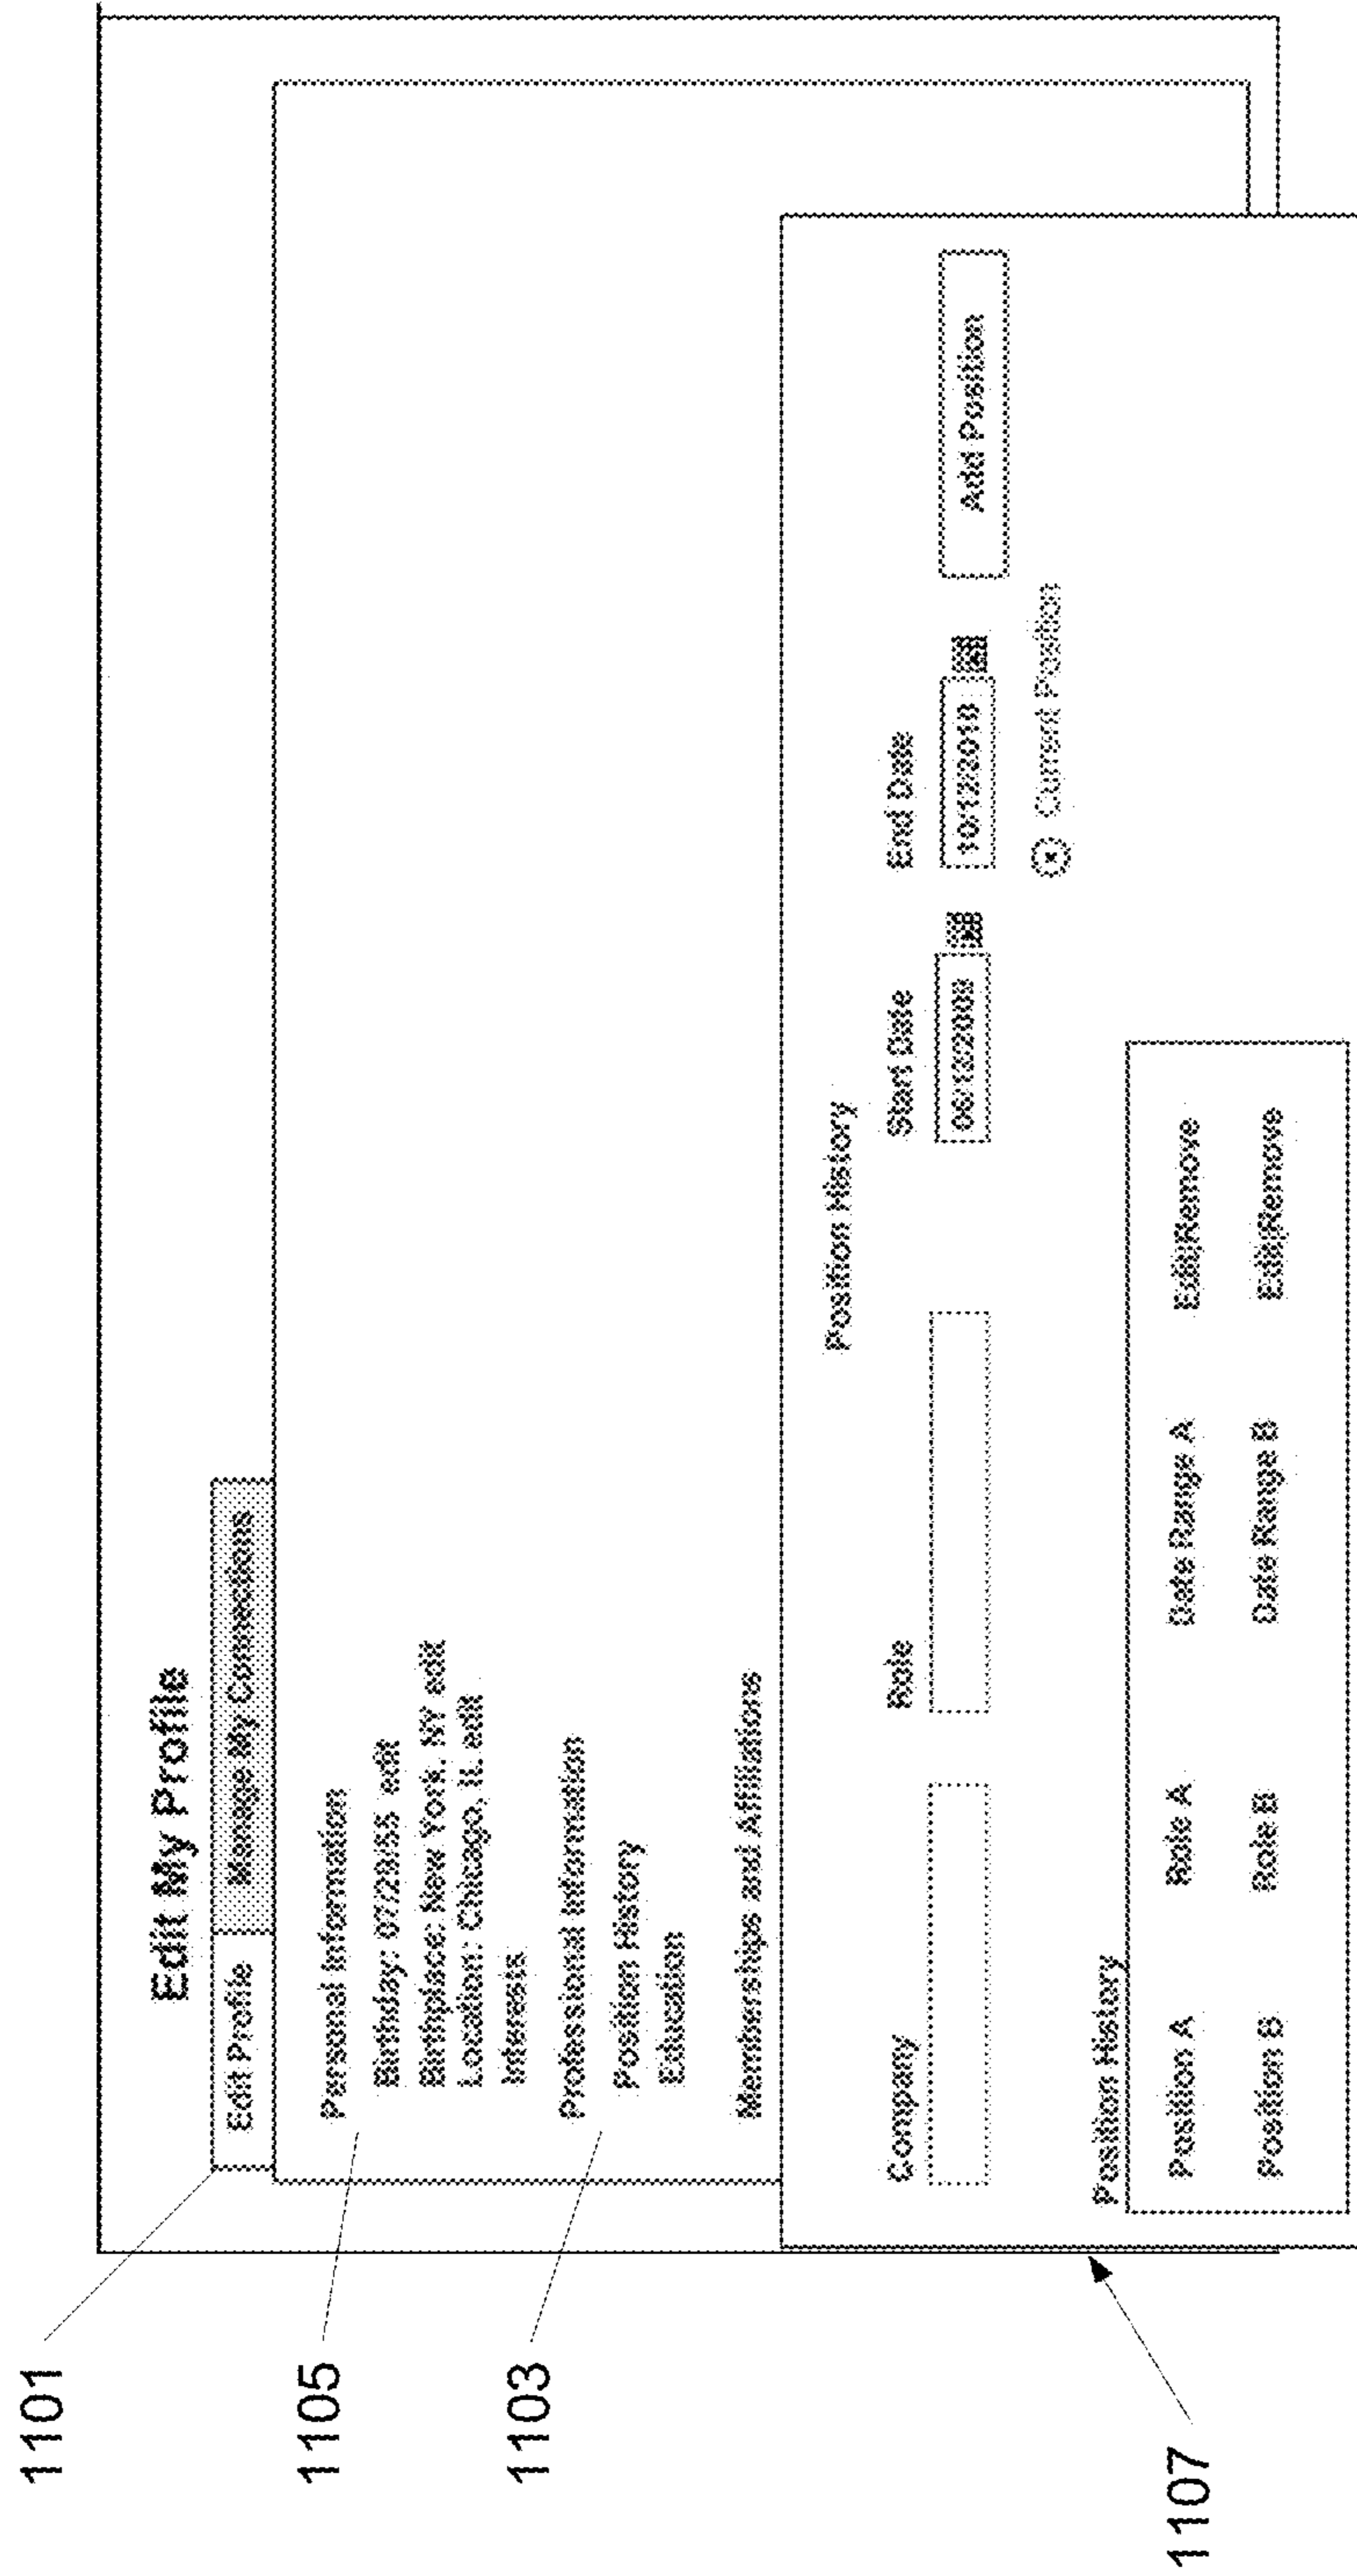 Edit My Profile
1101
Edit Profile
Manage My Connections
1105
Personal Information
Birthday: 07/28/55 edit
Birthplace: New York, NY edit
Location: Chicago, IL edit
Interests
1103
Professional Information
Position History
Education
Memberships and Affiliations
1107
Position History
Company Role Start Date End Date
10/12/2010 Add Position
Current Position
Position History
Position A Role A Date Range A Edit|Remove
Position B Role B Date Range B Edit|Remove